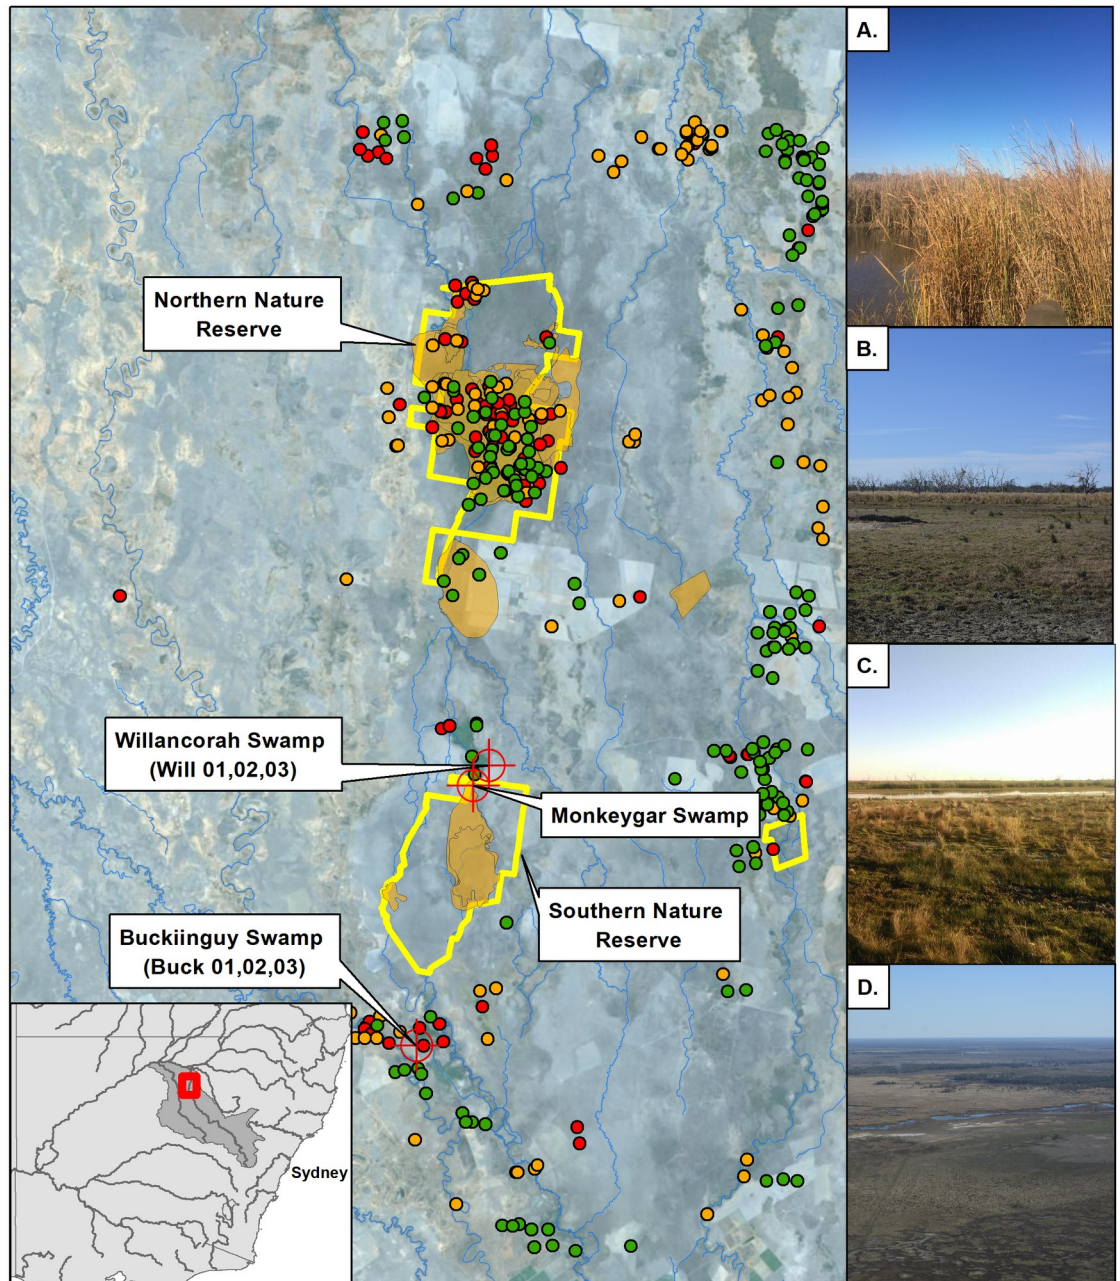 A.
Northern Nature
Reserve
B.
C.
Willancorah Swamp
(Will 01,02,03)
Monkeygar Swamp
Southern Nature
Reserve
Buckiinguy Swamp
(Buck 01,02,03)
D.
Sydney